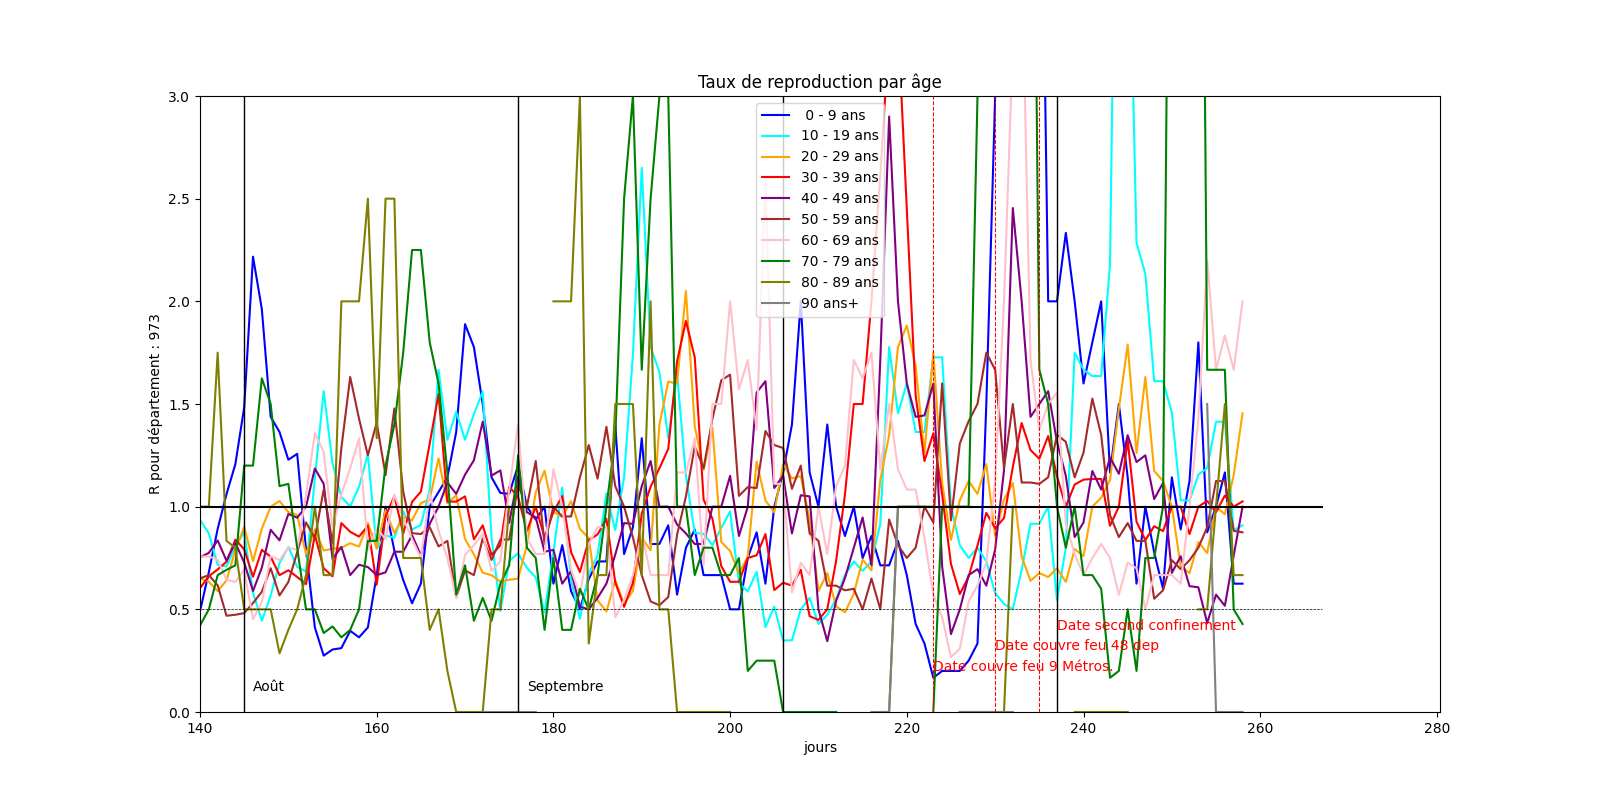 Taux de reproduction par âge
3.0
2.5
2.0
1.5
1.0
0.5
0.0
R pour département : 973
0 - 9 ans
10 - 19 ans
20 - 29 ans
30 - 39 ans
40 - 49 ans
50 - 59 ans
60 - 69 ans
70 - 79 ans
80 - 89 ans
90 ans+
Date second confinement
Date couvre feu 48 dep
Date couvre feu 9 Métros.
Août
Septembre
140
160
180
200
220
240
260
280
jours